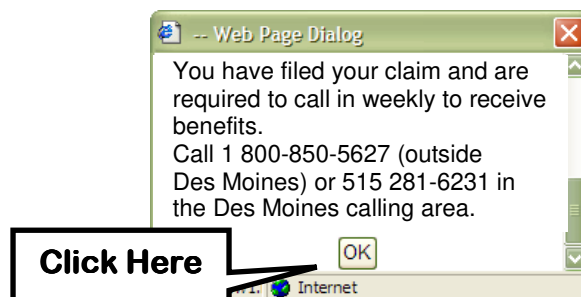 -- Web Page Dialog
You have filed your claim and are
required to call in weekly to receive
benefits.
Call 1 800-850-5627 (outside
Des Moines) or 515 281-6231 in
the Des Moines calling area.
OK
Click Here
Internet